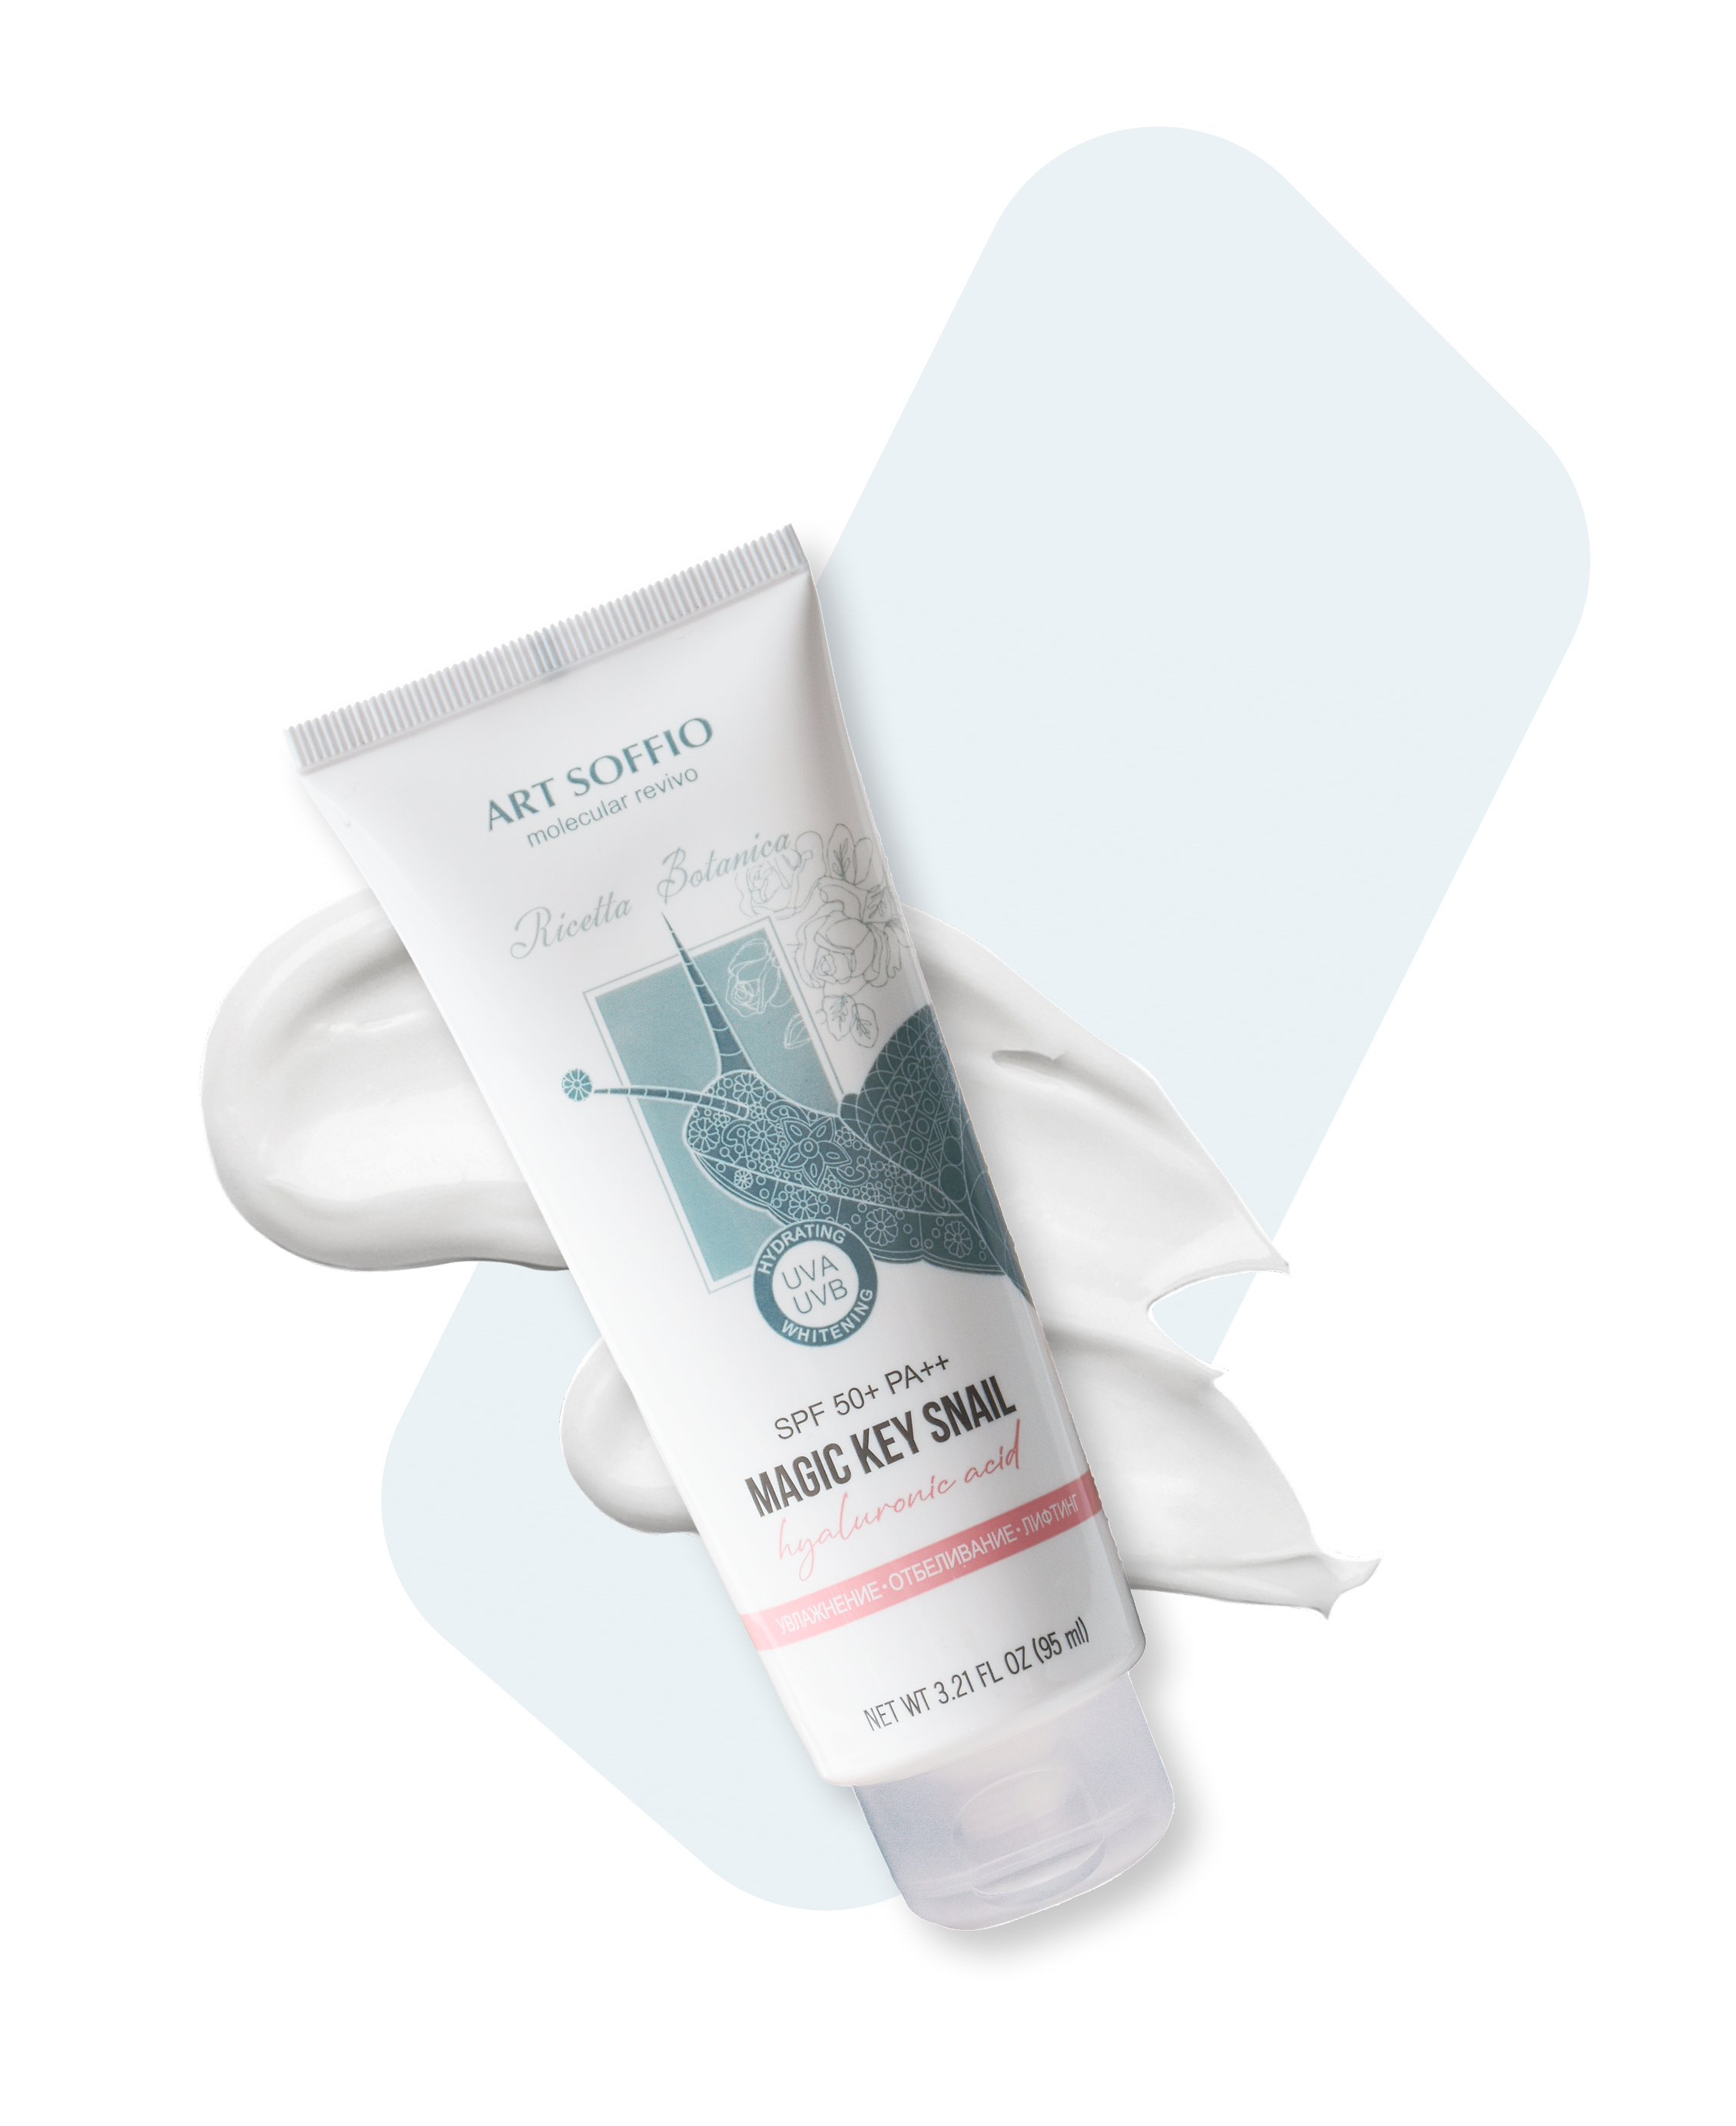 ART SOFFIO
molecular revivo
Ricetta Botanica
HYDRATING
UVA
UVB
WHITENING
SPF 50+ PA++
MAGIC KEY SNAIL
hyaluronic acid
УВЛАЖНЕНИЕ•ОТБЕЛИВАНИЕ•ЛИФТИНГ
NET WT 3.21 FL OZ (95 ml)